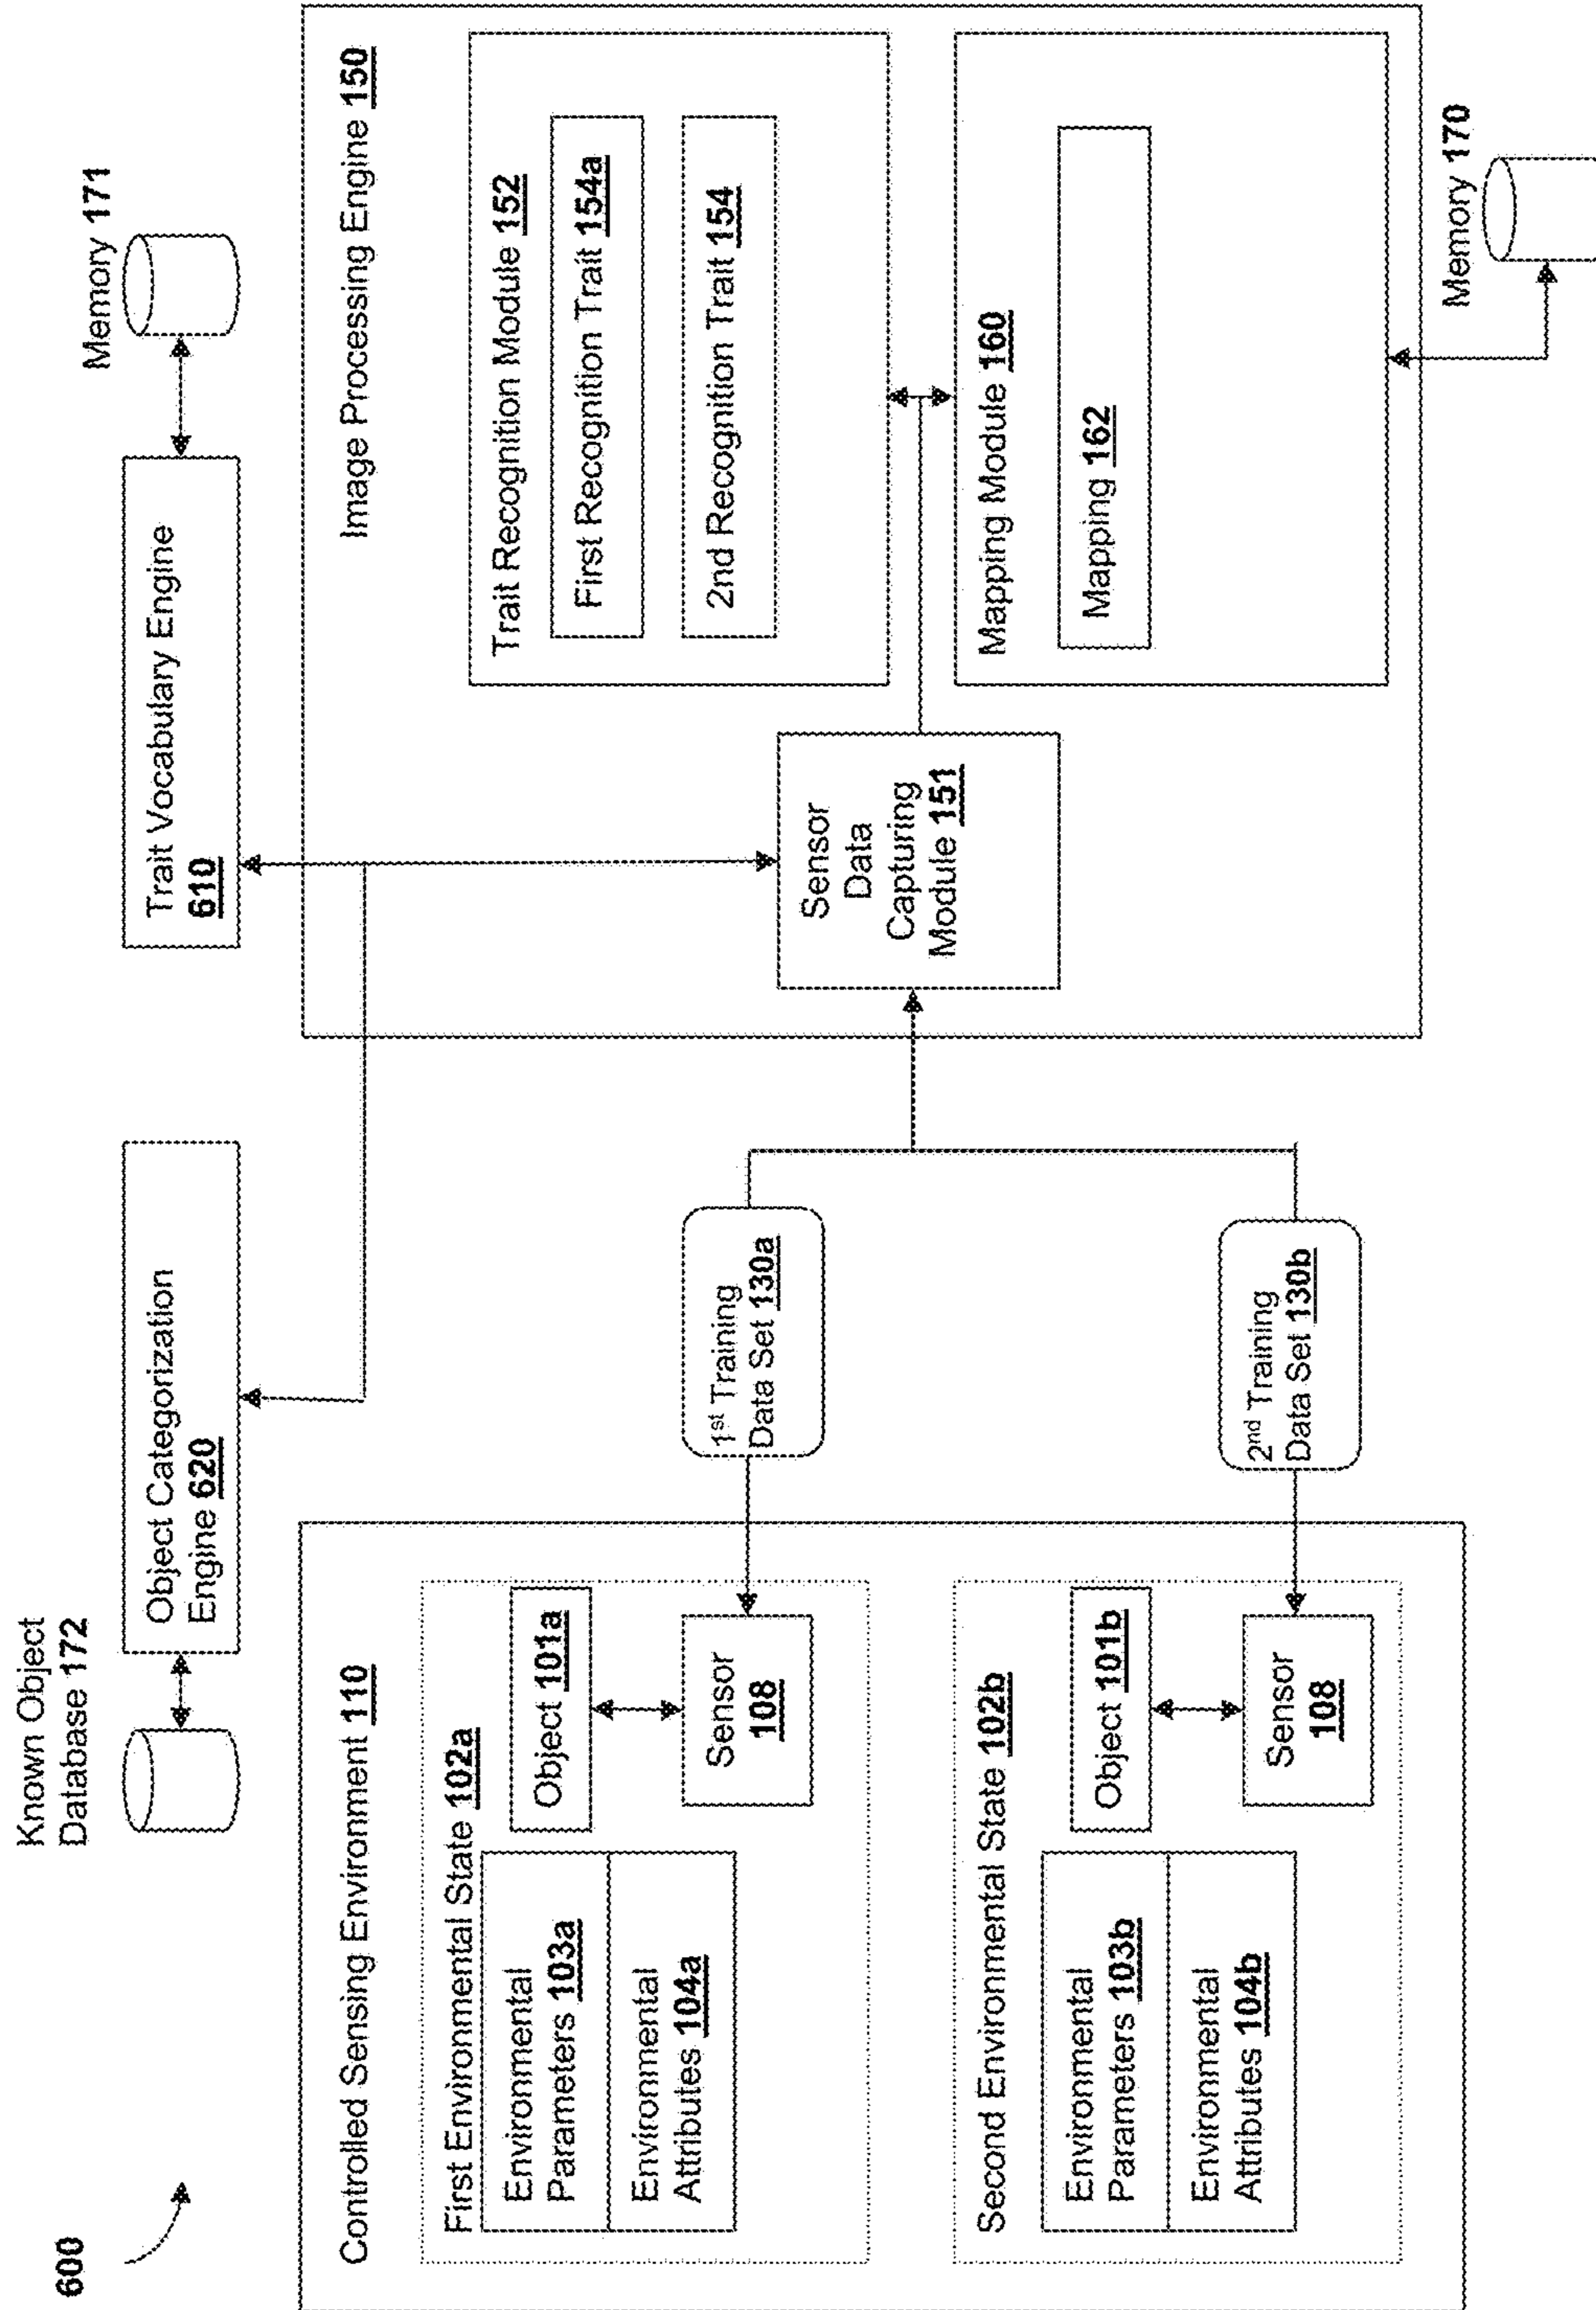 600
Known Object
Database 172
Object Categorization
Engine 620
Trait Vocabulary Engine
610
Memory 171
Controlled Sensing Environment 110
First Environmental State 102a
Environmental
Parameters 103a
Environmental
Attributes 104a
Object 101a
Sensor
108
Second Environmental State 102b
Environmental
Parameters 103b
Environmental
Attributes 104b
Object 101b
Sensor
108
1st Training
Data Set 130a
2nd Training
Data Set 130b
Image Processing Engine 150
Sensor
Data
Capturing
Module 151
Trait Recognition Module 152
First Recognition Trait 154a
2nd Recognition Trait 154
Mapping Module 160
Mapping 162
Memory 170